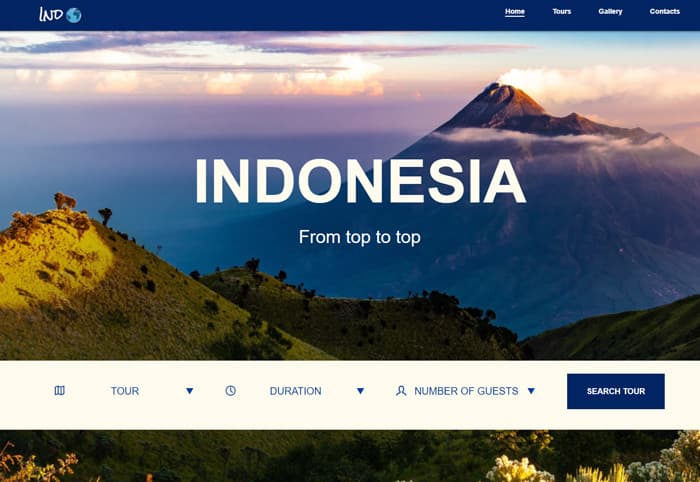 IND
Home
Tours
Gallery
Contacts
INDONESIA
From top to top
TOUR
DURATION
NUMBER OF GUESTS
SEARCH TOUR